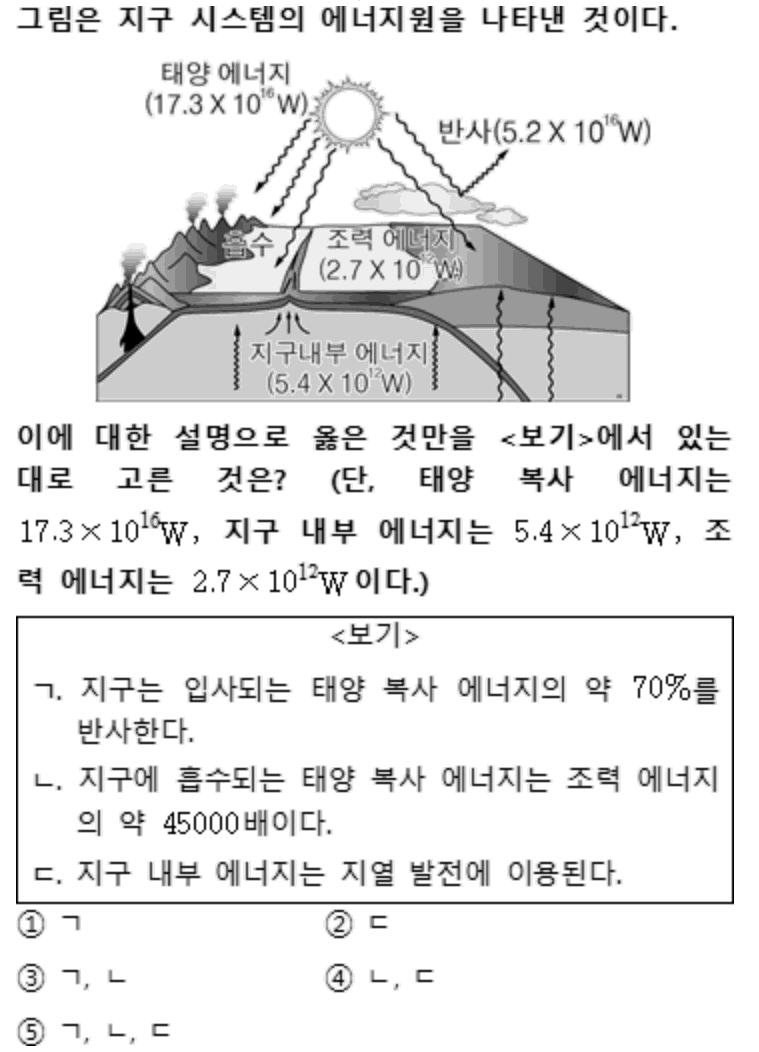 그림은 지구 시스템의 에너지원을 나타낸 것이다.
태양 에너지
(17.3 X 10¹⁶W)
반사(5.2 X 10¹⁶W)
흡수
조력 에너지
(2.7 X 10¹²W)
지구내부 에너지
(5.4 X 10¹²W)
이에 대한 설명으로 옳은 것만을 <보기>에서 있는
대로 고른 것은? (단, 태양 복사 에너지는
17.3×10¹⁶W, 지구 내부 에너지는 5.4×10¹²W, 조
력 에너지는 2.7×10¹²W이다.)
<보기>
ㄱ. 지구는 입사되는 태양 복사 에너지의 약 70%를
반사한다.
ㄴ. 지구에 흡수되는 태양 복사 에너지는 조력 에너지
의 약 45000배이다.
ㄷ. 지구 내부 에너지는 지열 발전에 이용된다.
① ㄱ ② ㄷ
③ ㄱ, ㄴ ④ ㄴ, ㄷ
⑤ ㄱ, ㄴ, ㄷ